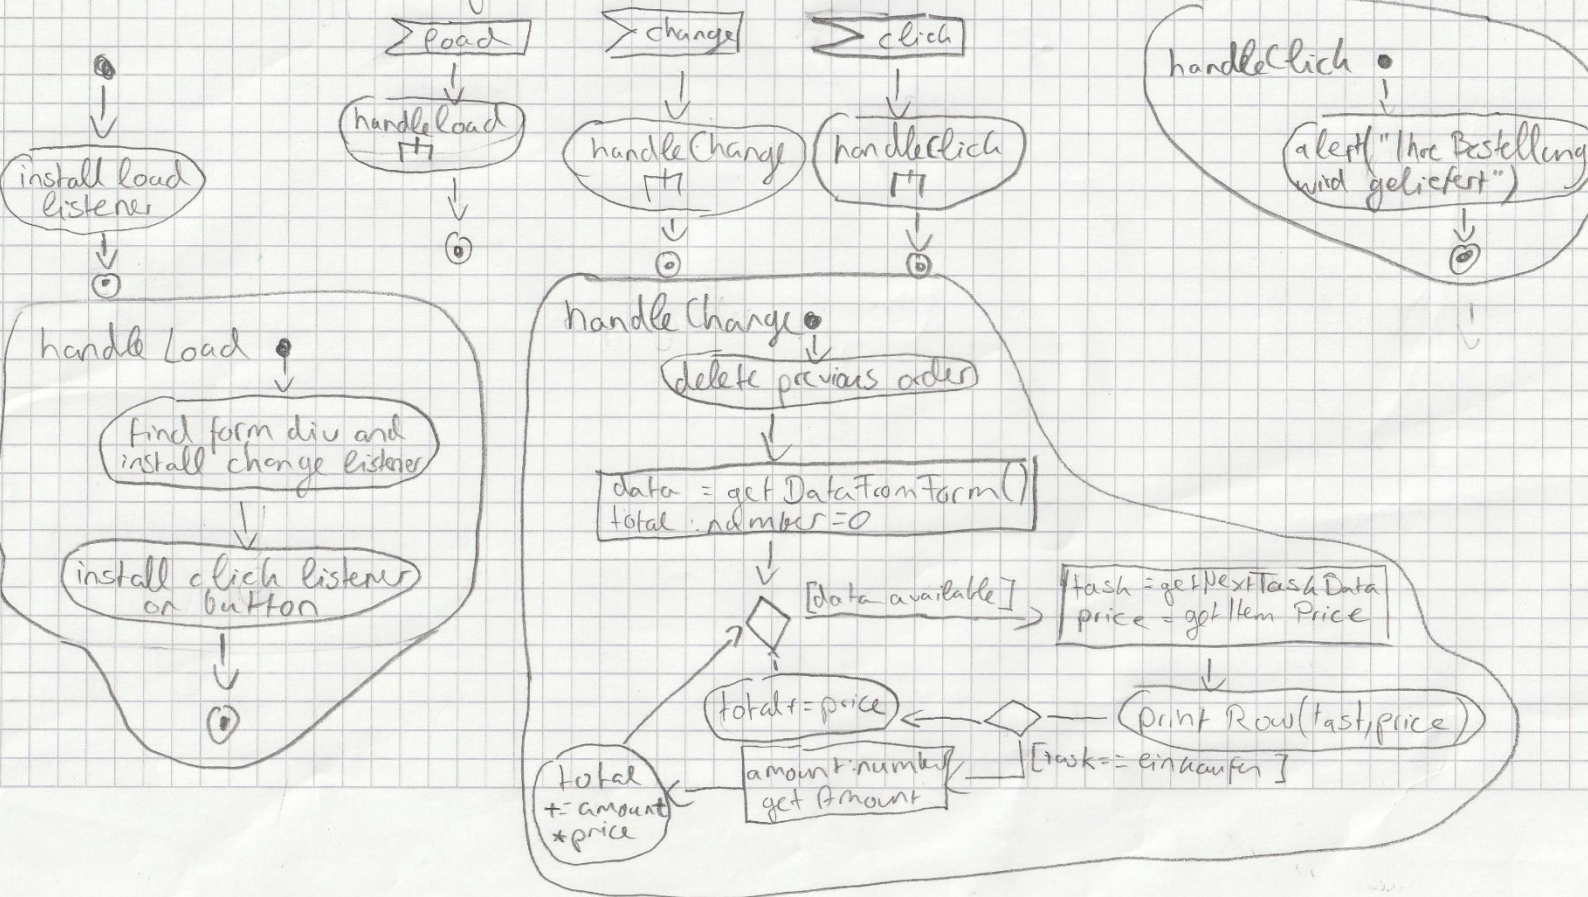 load
change
click
handleClick
handleload
handleChange
handleClick
alert("Ihre Bestellung
wird geliefert")
install load
listener
handle Load
find form div and
install change listener
install click listener
on button
handle Change
delete previous order
data = getDataFromForm()
total : number = 0
[data available]
task = getNextTaskData
price = getItem Price
print Row(tast,price)
total+=price
[task == einkaufen]
amount:number
get Amount
total
+= amount
*price